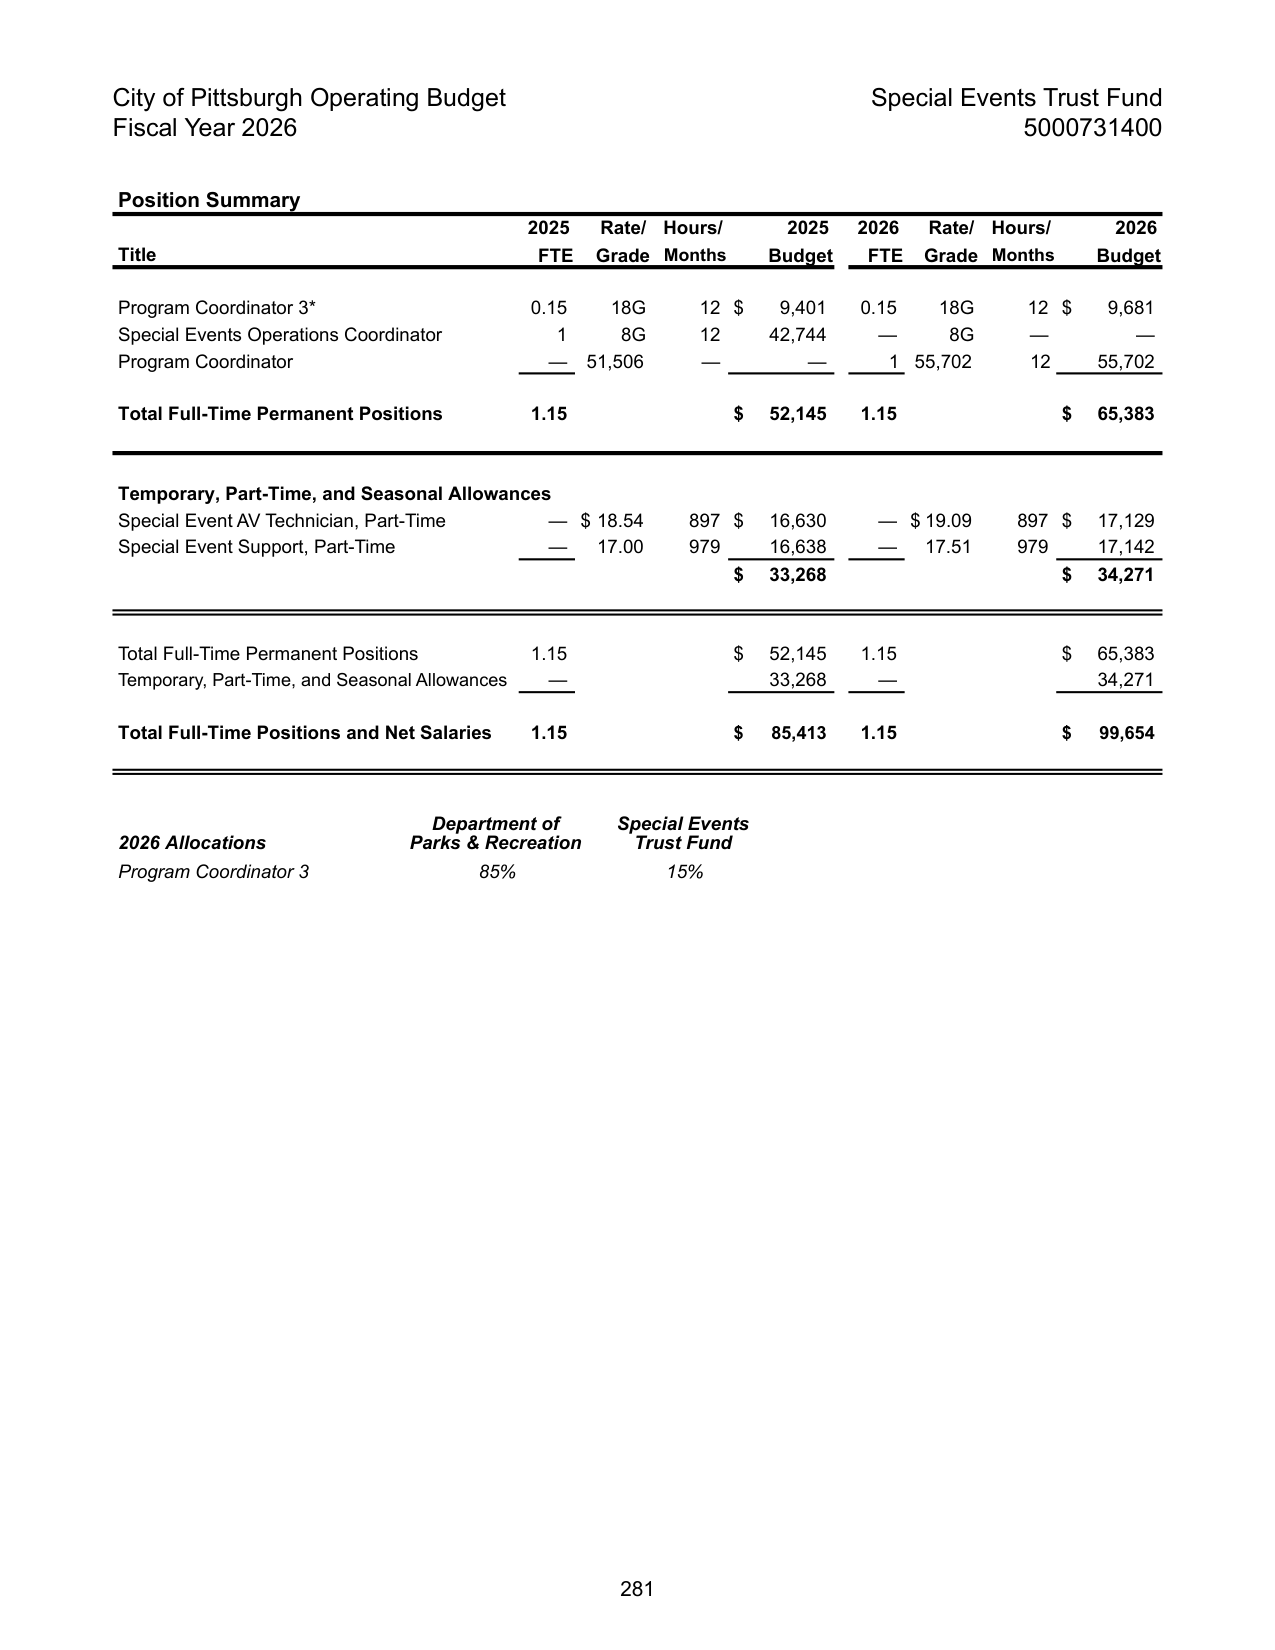 City of Pittsburgh Operating Budget Special Events Trust Fund
Fiscal Year 2026 5000731400
Position Summary
2025 Rate/ Hours/ 2025 2026 Rate/ Hours/ 2026
Title FTE Grade Months Budget FTE Grade Months Budget
Program Coordinator 3* 0.15 18G 12 $ 9,401 0.15 18G 12 $ 9,681
Special Events Operations Coordinator 1 8G 12 42,744 — 8G — —
Program Coordinator — 51,506 — — 1 55,702 12 55,702
Total Full-Time Permanent Positions 1.15 $ 52,145 1.15 $ 65,383
Temporary, Part-Time, and Seasonal Allowances
Special Event AV Technician, Part-Time — $ 18.54 897 $ 16,630 — $ 19.09 897 $ 17,129
Special Event Support, Part-Time — 17.00 979 16,638 — 17.51 979 17,142
$ 33,268 $ 34,271
Total Full-Time Permanent Positions 1.15 $ 52,145 1.15 $ 65,383
Temporary, Part-Time, and Seasonal Allowances — 33,268 — 34,271
Total Full-Time Positions and Net Salaries 1.15 $ 85,413 1.15 $ 99,654
Department of Special Events
2026 Allocations Parks & Recreation Trust Fund
Program Coordinator 3 85% 15%
281